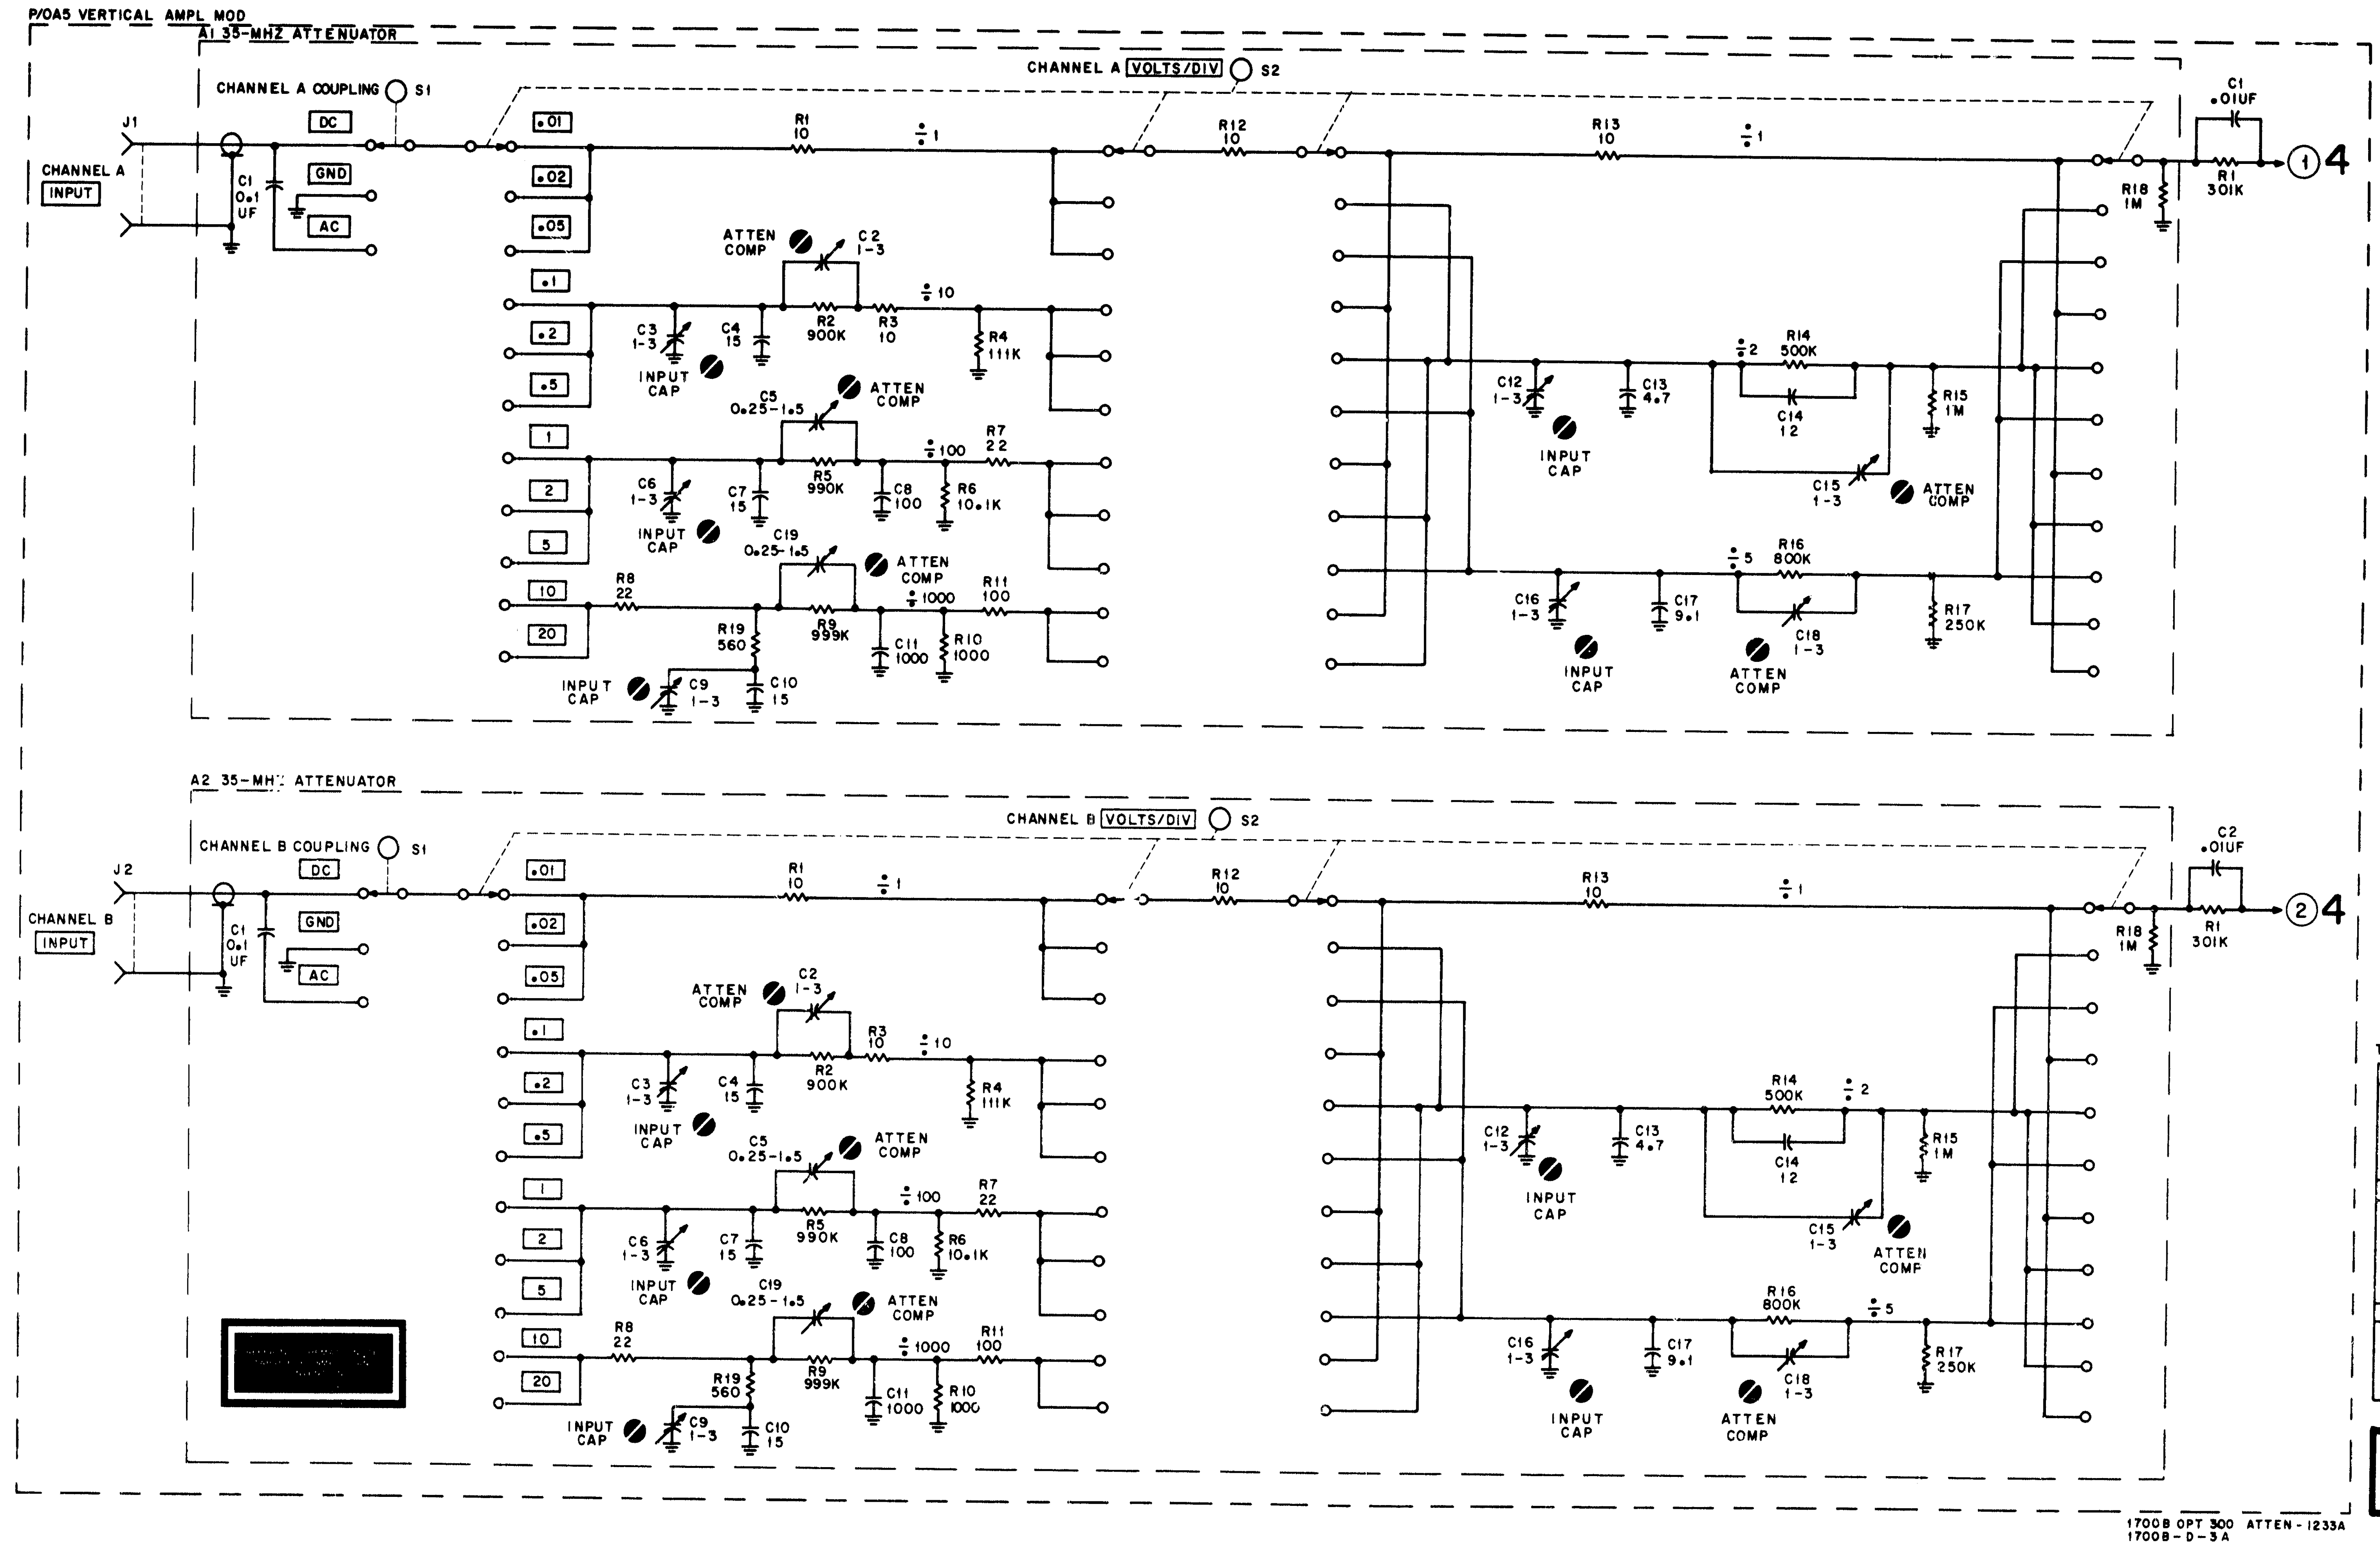 P/OA5 VERTICAL AMPL MOD
A1 35-MHZ ATTENUATOR
CHANNEL A COUPLING S1
CHANNEL A VOLTS/DIV S2
J1
CHANNEL A
INPUT
DC
GND
AC
C1
0.1
UF
.01
.02
.05
.1
.2
.5
1
2
5
10
20
R1
10
÷1
ATTEN
COMP
C2
1-3
C3
1-3
INPUT
CAP
C4
15
R2
900K
R3
10
÷10
R4
111K
C5
0.25-1.5
ATTEN
COMP
C6
1-3
INPUT
CAP
C7
15
R5
990K
C8
100
÷100
R6
10.1K
R7
22
C19
0.25-1.5
ATTEN
COMP
R8
22
R19
560
R9
999K
C11
1000
÷1000
R10
1000
R11
100
INPUT
CAP
C9
1-3
C10
15
R12
10
R13
10
÷1
C12
1-3
INPUT
CAP
C13
4.7
÷2
R14
500K
C14
12
C15
1-3
ATTEN
COMP
R15
1M
C16
1-3
INPUT
CAP
C17
9.1
÷5
R16
800K
C18
1-3
ATTEN
COMP
R17
250K
R18
1M
C1
.01UF
R1
301K
1 4
A2 35-MHZ ATTENUATOR
CHANNEL B COUPLING S1
CHANNEL B VOLTS/DIV S2
J2
CHANNEL B
INPUT
DC
GND
AC
C1
0.1
UF
.01
.02
.05
.1
.2
.5
1
2
5
10
20
R1
10
÷1
ATTEN
COMP
C2
1-3
C3
1-3
INPUT
CAP
C4
15
R2
900K
R3
10
÷10
R4
111K
C5
0.25-1.5
ATTEN
COMP
C6
1-3
INPUT
CAP
C7
15
R5
990K
C8
100
÷100
R6
10.1K
R7
22
C19
0.25-1.5
ATTEN
COMP
R8
22
R19
560
R9
999K
C11
1000
÷1000
R10
1000
R11
100
INPUT
CAP
C9
1-3
C10
15
R12
10
R13
10
÷1
C12
1-3
INPUT
CAP
C13
4.7
R14
500K
÷2
C14
12
C15
1-3
ATTEN
COMP
R15
1M
C16
1-3
INPUT
CAP
C17
9.1
R16
800K
÷5
C18
1-3
ATTEN
COMP
R17
250K
R18
1M
C2
.01UF
R1
301K
2 4
1700B OPT 300 ATTEN-1233A
1700B-D-3A